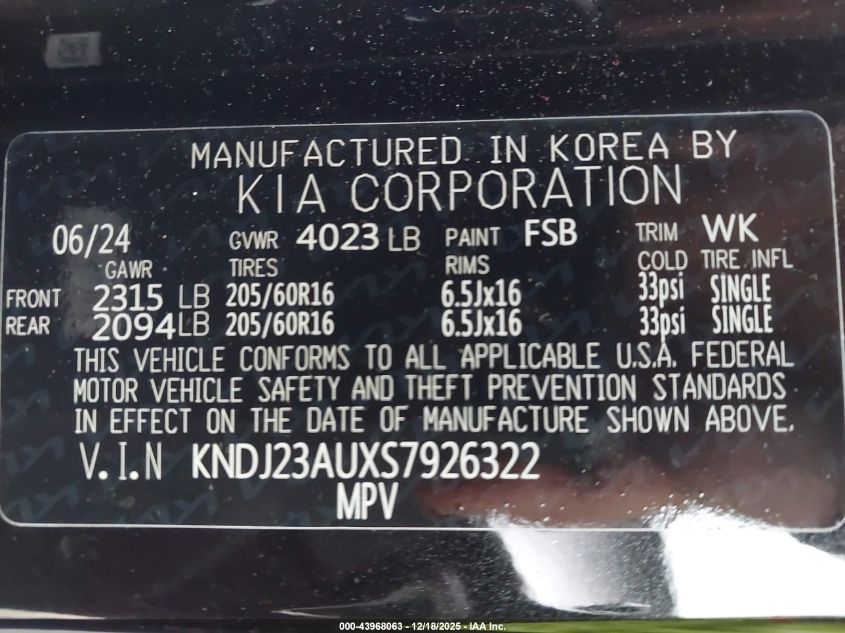 MANUFACTURED IN KOREA BY
KIA CORPORATION
06/24 GVWR 4023 LB PAINT FSB TRIM WK
GAWR TIRES RIMS COLD TIRE INFL
FRONT 2315 LB 205/60R16 6.5Jx16 33psi SINGLE
REAR 2094 LB 205/60R16 6.5Jx16 33psi SINGLE
THIS VEHICLE CONFORMS TO ALL APPLICABLE U.S.A. FEDERAL
MOTOR VEHICLE SAFETY AND THEFT PREVENTION STANDARDS
IN EFFECT ON THE DATE OF MANUFACTURE SHOWN ABOVE.
V.I.N KNDJ23AUXS7926322
MPV
000-43968063 - 12/18/2025 - IAA Inc.